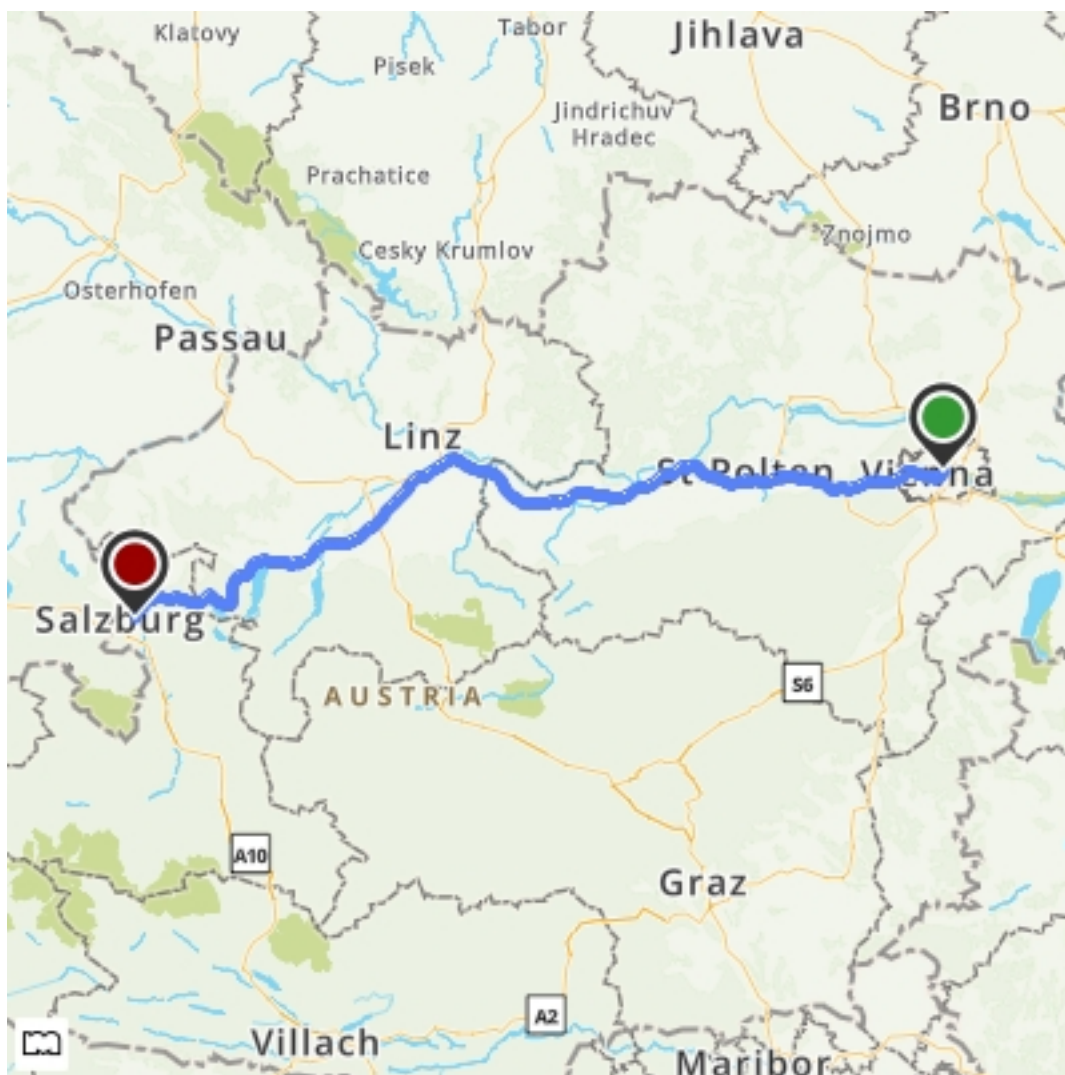 Klatovy
Tabor
Jihlava
Pisek
Brno
Jindrichuv
Hradec
Prachatice
Cesky Krumlov
Znojmo
Osterhofen
Passau
Linz
St Polten
Vienna
Salzburg
AUSTRIA
S6
A10
Graz
A2
Villach
Maribor